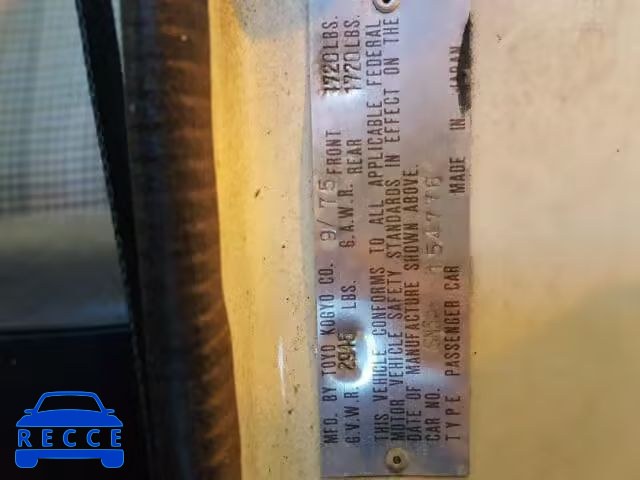 MFD. BY TOYO KOGYO CO. 9/75 FRONT 1720LBS.
G.V.W.R. LBS. G.A.W.R. REAR 1720LBS.
THIS VEHICLE CONFORMS TO ALL APPLICABLE FEDERAL
MOTOR VEHICLE SAFETY STANDARDS IN EFFECT ON THE
DATE OF MANUFACTURE SHOWN ABOVE.
CAR NO. 154776
TYPE PASSENGER CAR MADE IN JAPAN
RECCE